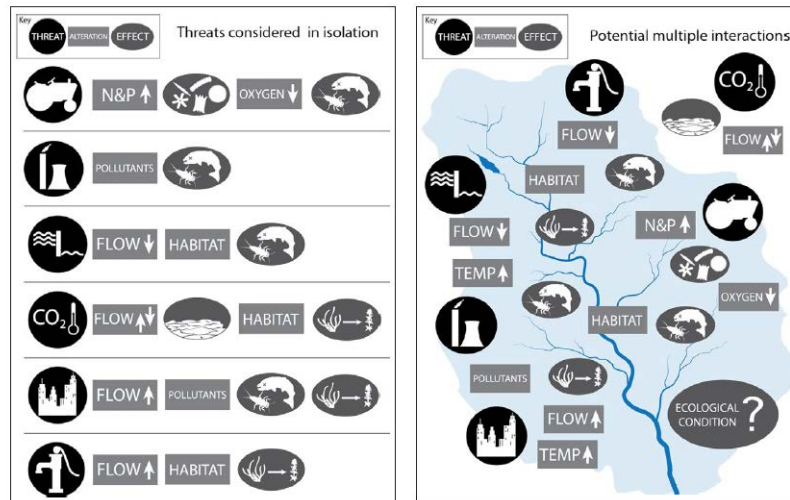 Key
THREAT ALTERATION EFFECT
Threats considered in isolation
N&P OXYGEN
POLLUTANTS
FLOW HABITAT
CO₂ FLOW HABITAT
FLOW POLLUTANTS
FLOW HABITAT
Key
THREAT ALTERATION EFFECT
Potential multiple interactions
CO₂
FLOW
FLOW
HABITAT
N&P
FLOW
TEMP
OXYGEN
HABITAT
POLLUTANTS
FLOW
TEMP
ECOLOGICAL
CONDITION ?